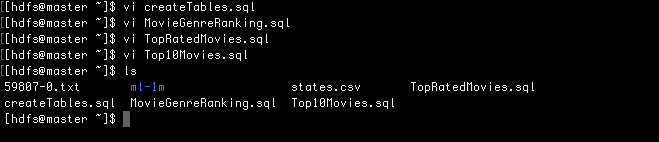 [[hdfs@master ~]$ vi createTables.sql
[[hdfs@master ~]$ vi MovieGenreRanking.sql
[[hdfs@master ~]$ vi TopRatedMovies.sql
[[hdfs@master ~]$ vi Top10Movies.sql
[[hdfs@master ~]$ ls
59807-0.txt ml-1m states.csv TopRatedMovies.sql
createTables.sql MovieGenreRanking.sql Top10Movies.sql
[hdfs@master ~]$